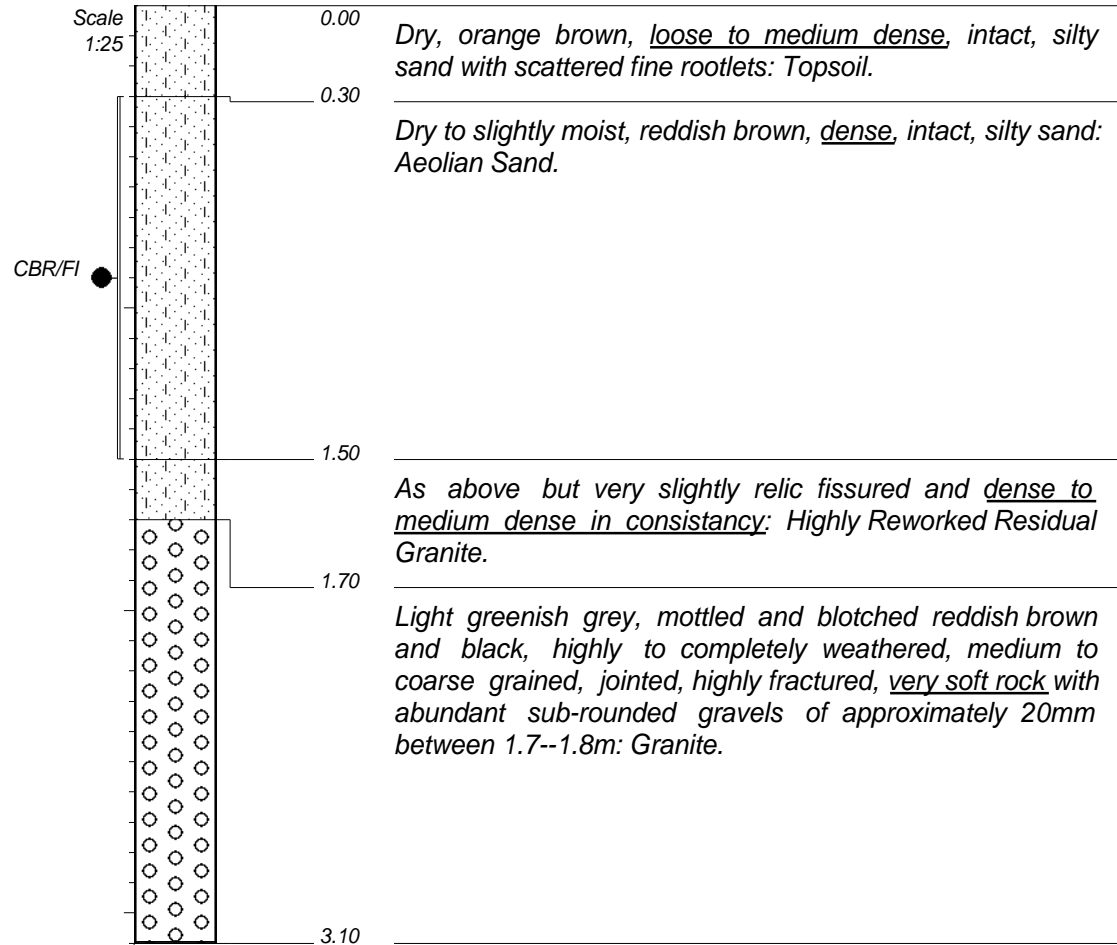 Scale
1:25
0.00
Dry, orange brown, loose to medium dense, intact, silty
sand with scattered fine rootlets: Topsoil.
0.30
Dry to slightly moist, reddish brown, dense, intact, silty sand:
Aeolian Sand.
CBR/FI
1.50
As above but very slightly relic fissured and dense to
medium dense in consistancy: Highly Reworked Residual
Granite.
1.70
Light greenish grey, mottled and blotched reddish brown
and black, highly to completely weathered, medium to
coarse grained, jointed, highly fractured, very soft rock with
abundant sub-rounded gravels of approximately 20mm
between 1.7--1.8m: Granite.
3.10